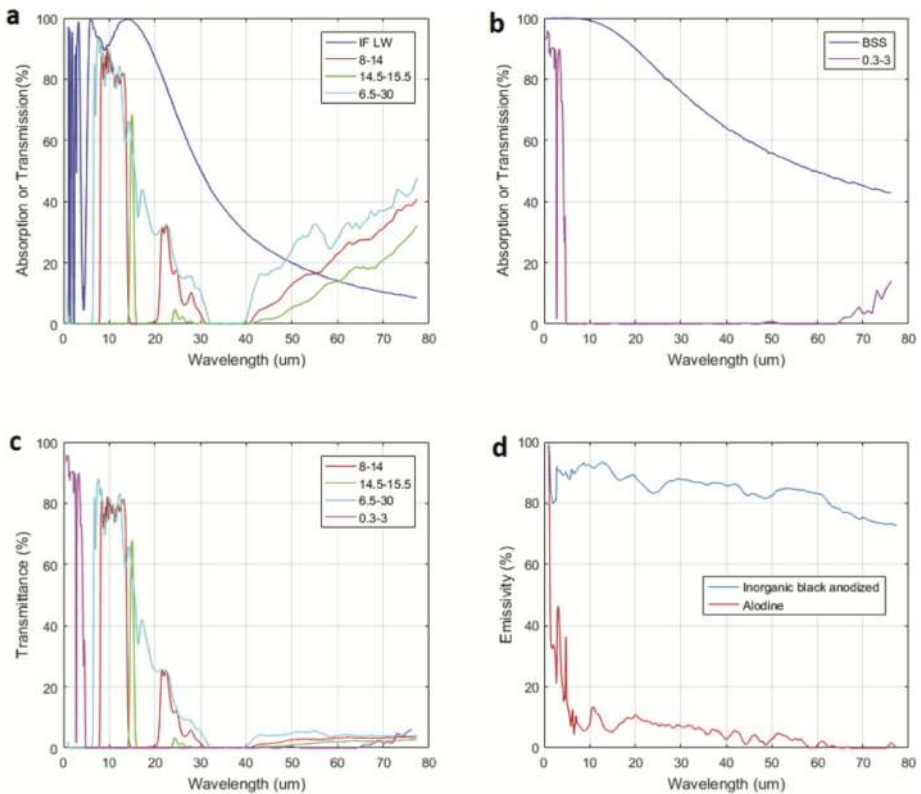 a
100
80
60
40
20
0
Absorption or Transmission(%)
IF LW
8-14
14.5-15.5
6.5-30
0 10 20 30 40 50 60 70 80
Wavelength (um)
b
100
80
60
40
20
0
Absorption or Transmission (%)
BSS
0.3-3
0 10 20 30 40 50 60 70 80
Wavelength (um)
c
100
80
60
40
20
0
Transmittance (%)
8-14
14.5-15.5
6.5-30
0.3-3
0 10 20 30 40 50 60 70 80
Wavelength (um)
d
100
80
60
40
20
0
Emissivity (%)
Inorganic black anodized
Alodine
0 10 20 30 40 50 60 70 80
Wavelength (um)